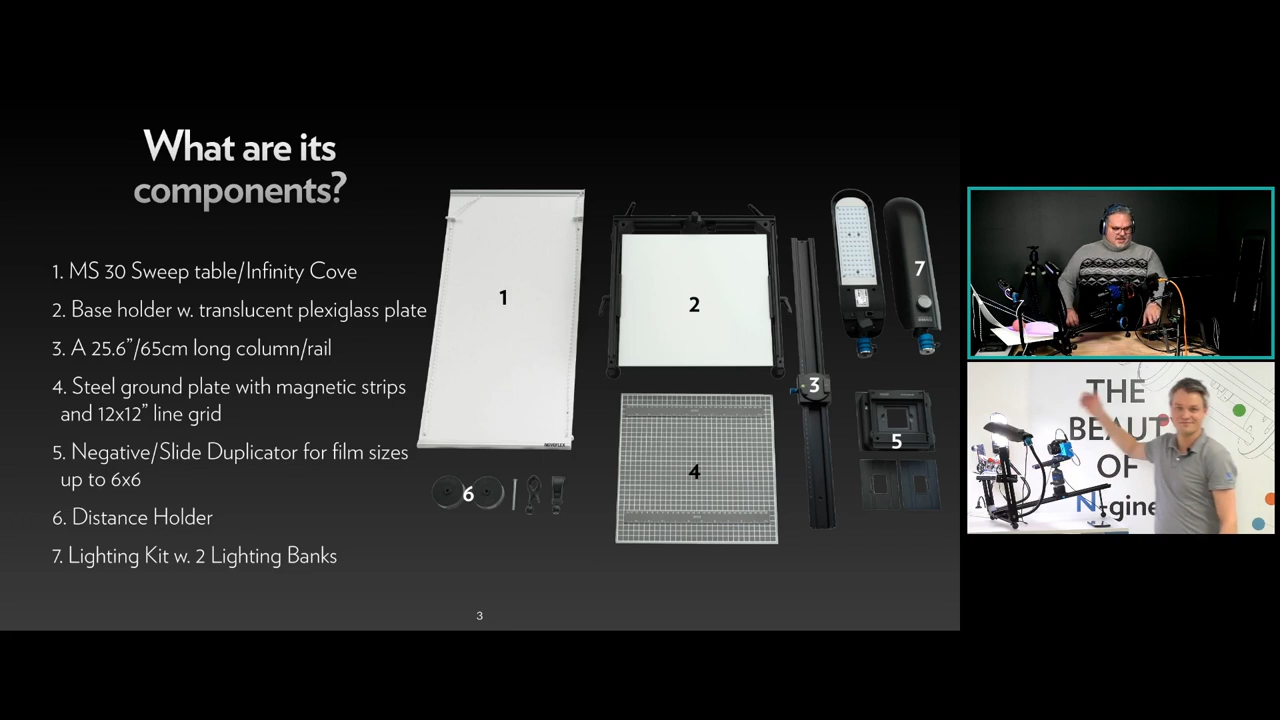 What are its
components?
1. MS 30 Sweep table/Infinity Cove
2. Base holder w. translucent plexiglass plate
3. A 25.6"/65cm long column/rail
4. Steel ground plate with magnetic strips
and 12x12" line grid
5. Negative/Slide Duplicator for film sizes
up to 6x6
6. Distance Holder
7. Lighting Kit w. 2 Lighting Banks
1
2
3
4
5
6
7
NOVOFLEX
3
THE
BEAUTY
OF
N-gine